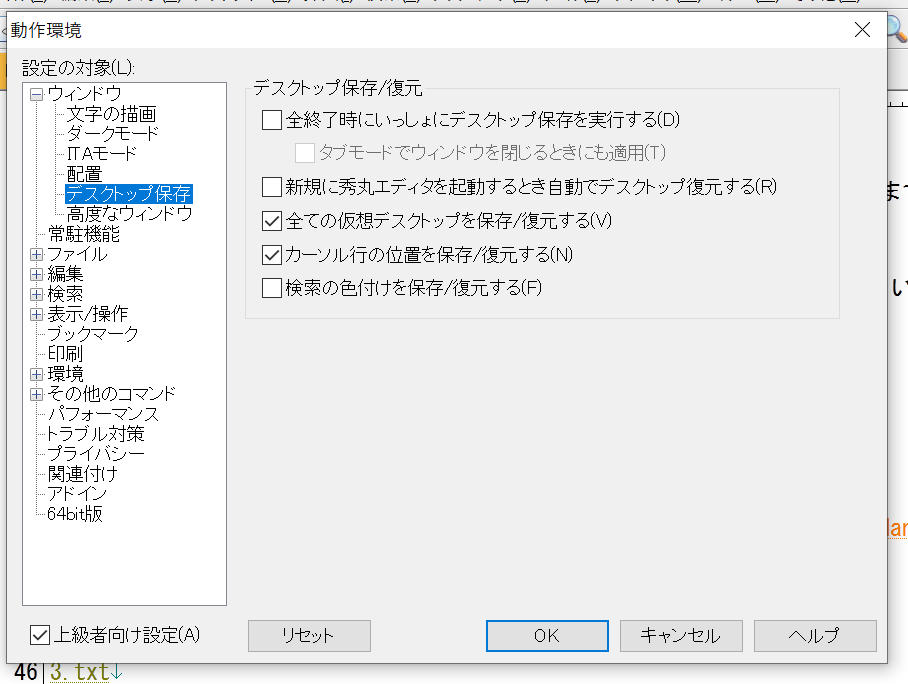 動作環境
設定の対象(L):
ウィンドウ
文字の描画
ダークモード
ITAモード
配置
デスクトップ保存
高度なウィンドウ
常駐機能
ファイル
編集
検索
表示/操作
ブックマーク
印刷
環境
その他のコマンド
パフォーマンス
トラブル対策
プライバシー
関連付け
アドイン
64bit版
上級者向け設定(A)
デスクトップ保存/復元
全終了時にいっしょにデスクトップ保存を実行する(D)
タブモードでウィンドウを閉じるときにも適用(T)
新規に秀丸エディタを起動するとき自動でデスクトップ復元する(R)
全ての仮想デスクトップを保存/復元する(V)
カーソル行の位置を保存/復元する(N)
検索の色付けを保存/復元する(F)
リセット
OK
キャンセル
ヘルプ
い
46 3.txt↓